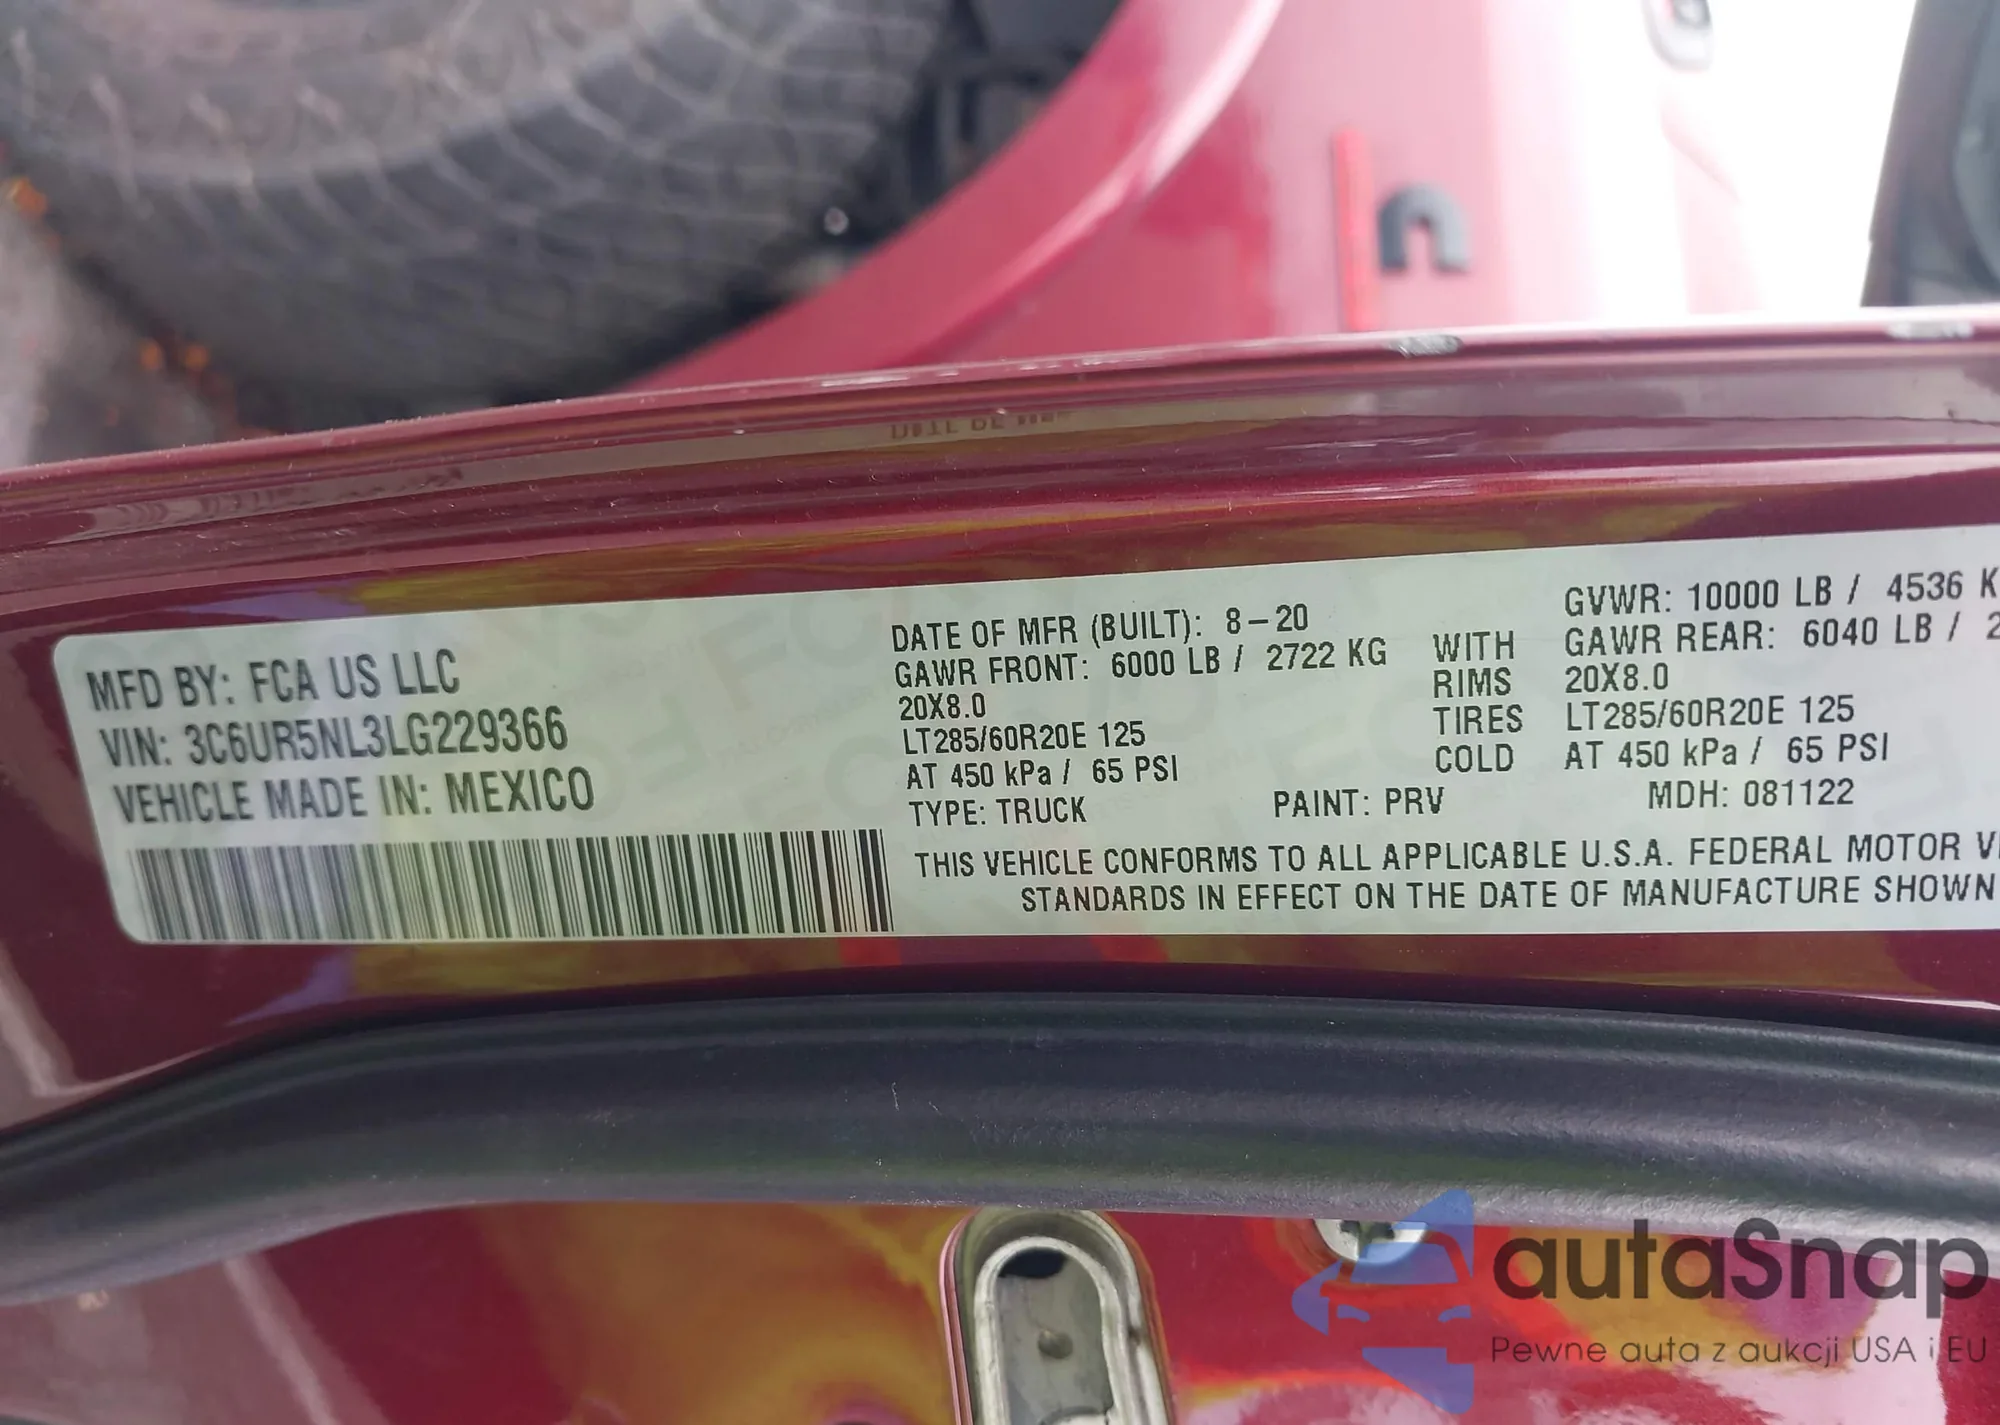 MFD BY: FCA US LLC
VIN: 3C6UR5NL3LG229366
VEHICLE MADE IN: MEXICO
DATE OF MFR (BUILT): 8-20
GAWR FRONT: 6000 LB / 2722 KG
20X8.0
LT285/60R20E 125
AT 450 kPa / 65 PSI
TYPE: TRUCK
WITH
RIMS
TIRES
COLD
GVWR: 10000 LB / 4536 K
GAWR REAR: 6040 LB / 2
20X8.0
LT285/60R20E 125
AT 450 kPa / 65 PSI
PAINT: PRV
MDH: 081122
THIS VEHICLE CONFORMS TO ALL APPLICABLE U.S.A. FEDERAL MOTOR V
STANDARDS IN EFFECT ON THE DATE OF MANUFACTURE SHOWN
autaSnap
Pewne auta z aukcji USA i EU